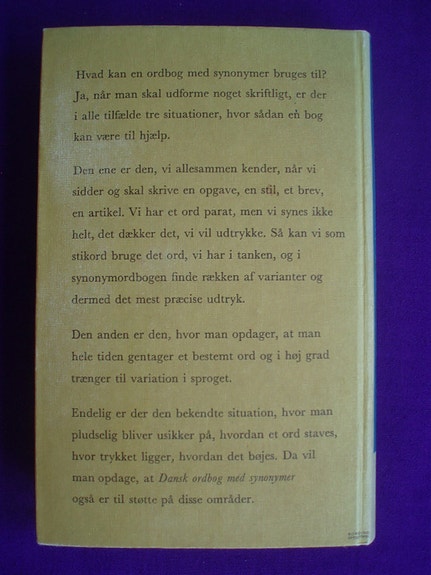 Hvad kan en ordbog med synonymer bruges til?
Ja, når man skal udforme noget skriftligt, er der
i alle tilfælde tre situationer, hvor sådan en bog
kan være til hjælp.
Den ene er den, vi allesammen kender, når vi
sidder og skal skrive en opgave, en stil, et brev,
en artikel. Vi har et ord parat, men vi synes ikke
helt, det dækker det, vi vil udtrykke. Så kan vi som
stikord bruge det ord, vi har i tanken, og i
synonymordbogen finde rækken af varianter og
dermed det mest præcise udtryk.
Den anden er den, hvor man opdager, at man
hele tiden gentager et bestemt ord og i høj grad
trænger til variation i sproget.
Endelig er der den bekendte situation, hvor man
pludselig bliver usikker på, hvordan et ord staves,
hvor trykket ligger, hvordan det bøjes. Da vil
man opdage, at Dansk ordbog med synonymer
også er til støtte på disse områder.